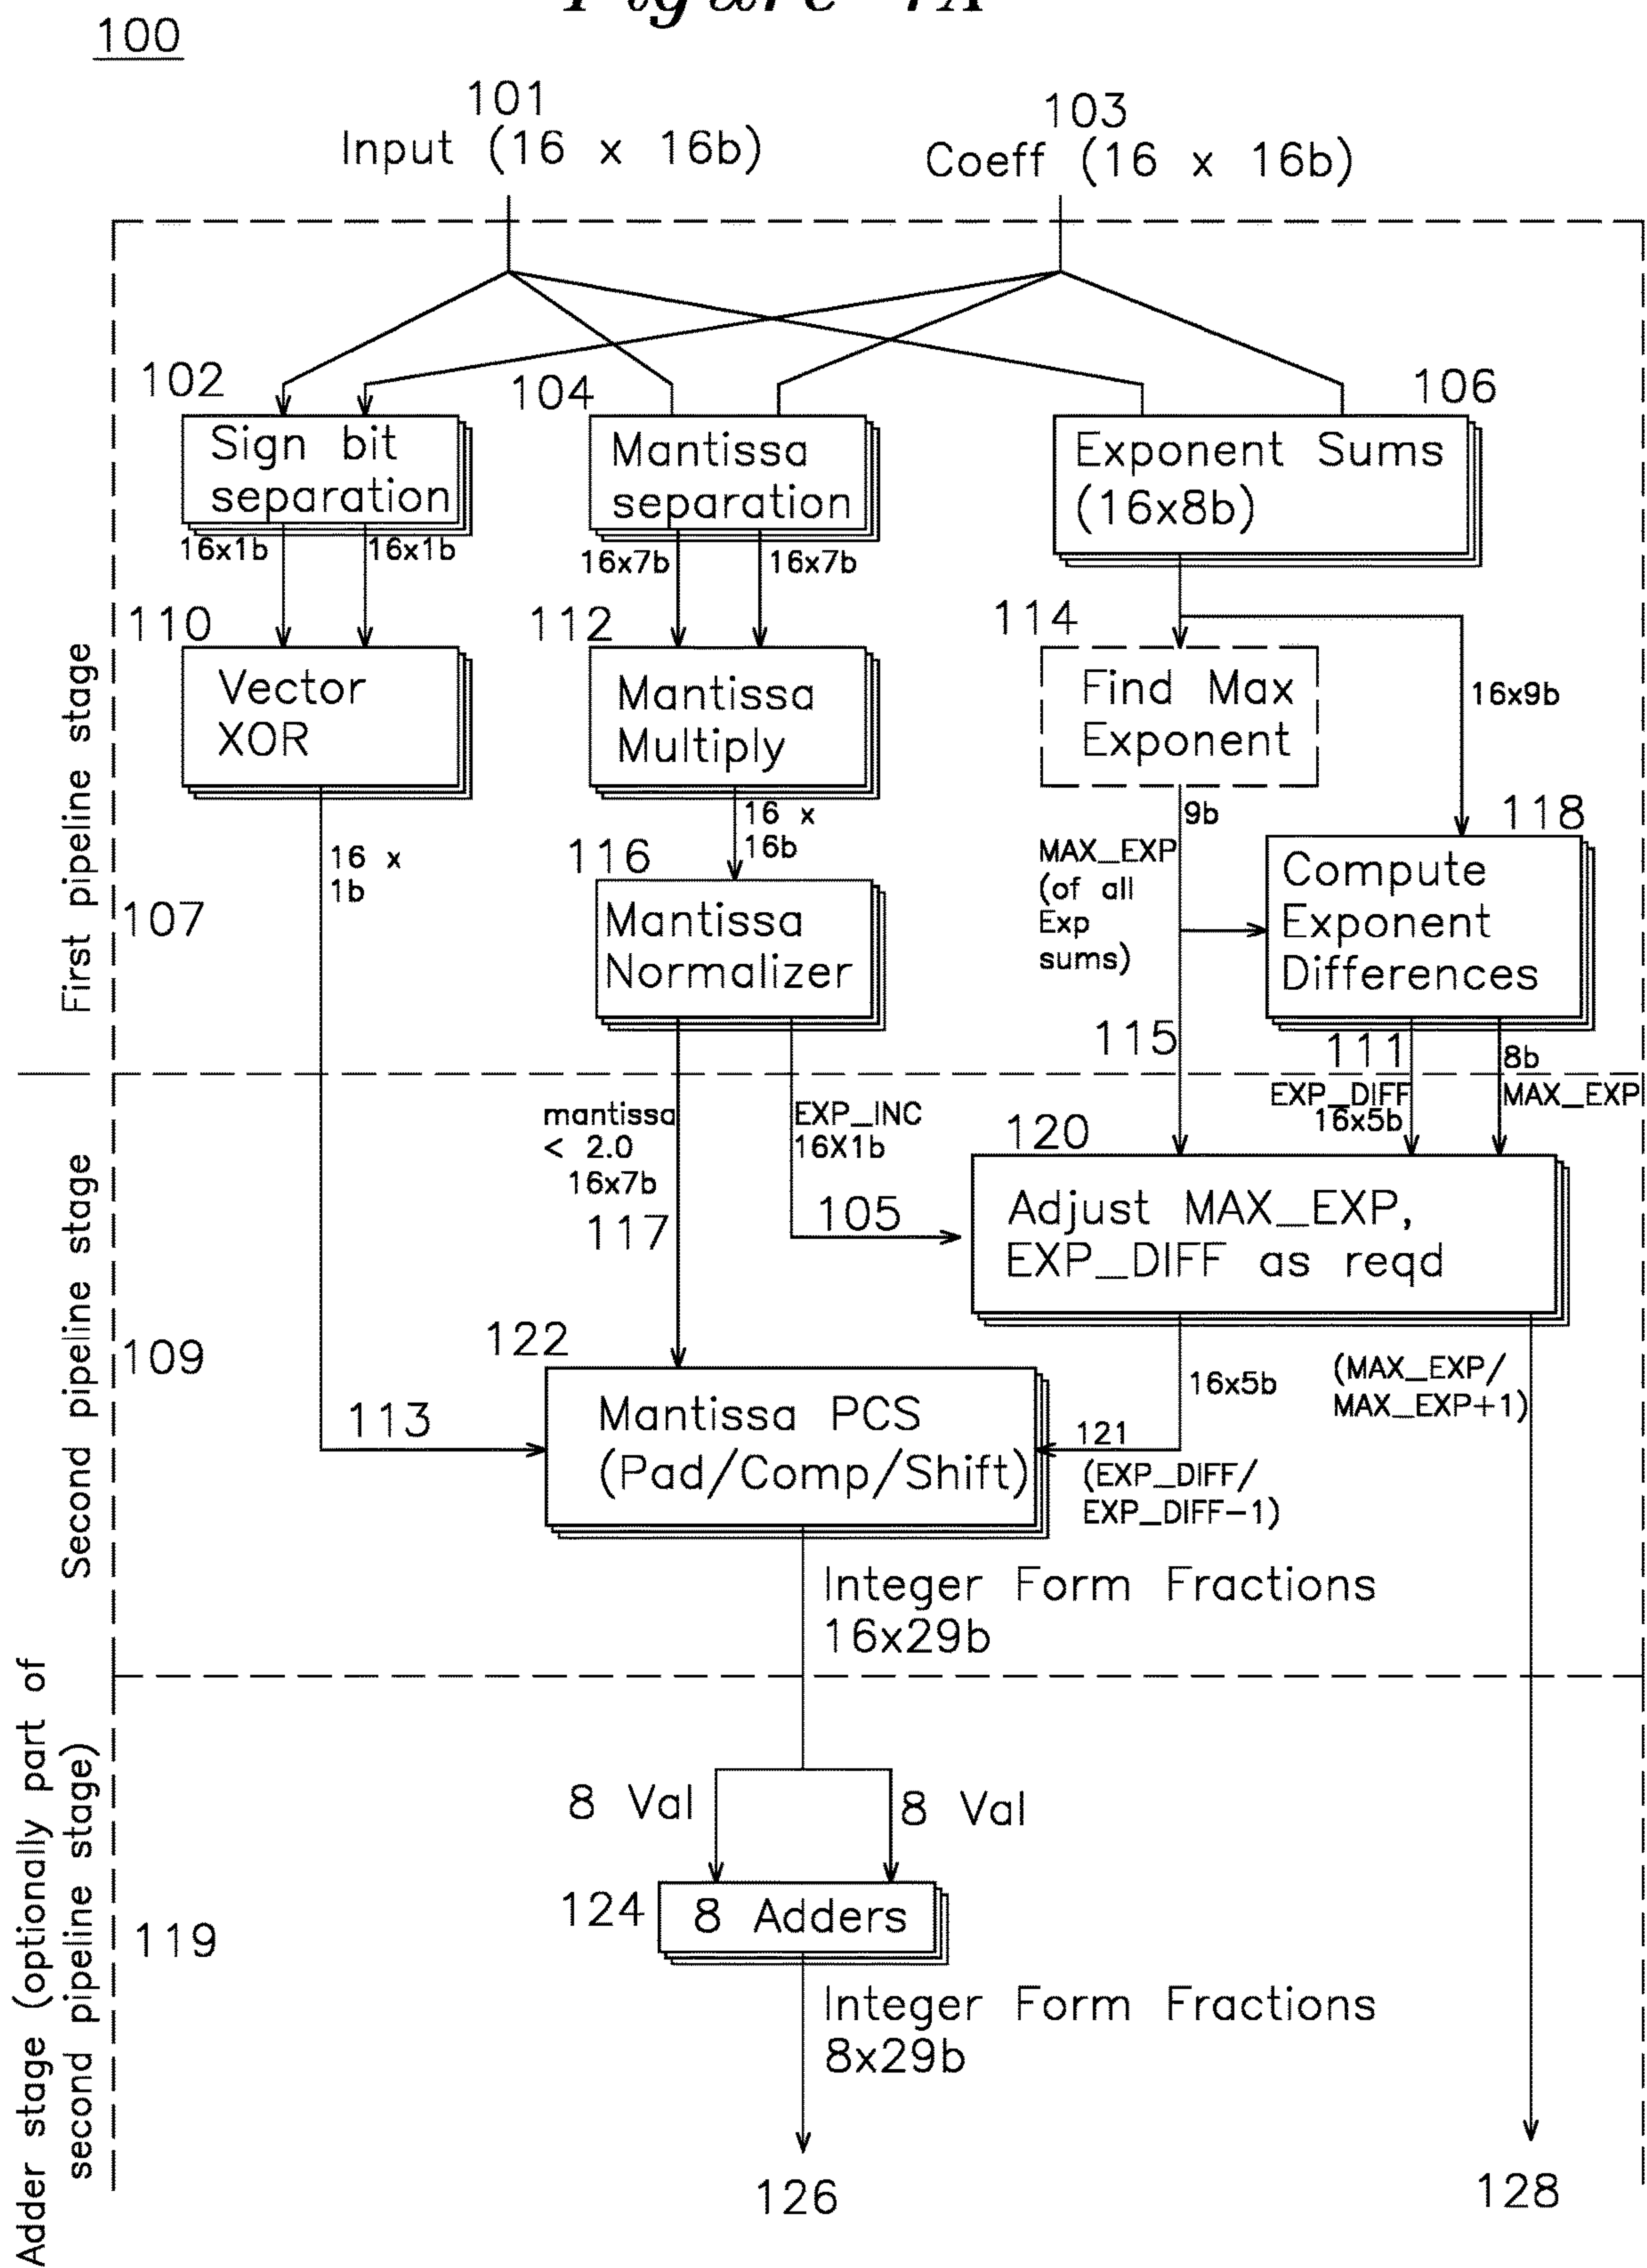 100
101
Input (16 x 16b)
103
Coeff (16 x 16b)
102
Sign bit
separation
104
Mantissa
separation
106
Exponent Sums
(16x8b)
16x1b
16x1b
16x7b
16x7b
110
Vector
XOR
112
Mantissa
Multiply
114
Find Max
Exponent
16x9b
First pipeline stage
107
16 x
1b
16 x
16b
116
Mantissa
Normalizer
9b
MAX_EXP
(of all
Exp
sums)
118
Compute
Exponent
Differences
115
111
8b
EXP_DIFF
16x5b
MAX_EXP
mantissa
< 2.0
16x7b
117
EXP_INC
16X1b
105
120
Adjust MAX_EXP,
EXP_DIFF as reqd
Second pipeline stage
109
113
122
Mantissa PCS
(Pad/Comp/Shift)
16x5b
121
(EXP_DIFF/
EXP_DIFF-1)
(MAX_EXP/
MAX_EXP+1)
Integer Form Fractions
16x29b
Adder stage (optionally part of
second pipeline stage)
119
8 Val
8 Val
124
8 Adders
Integer Form Fractions
8x29b
126
128